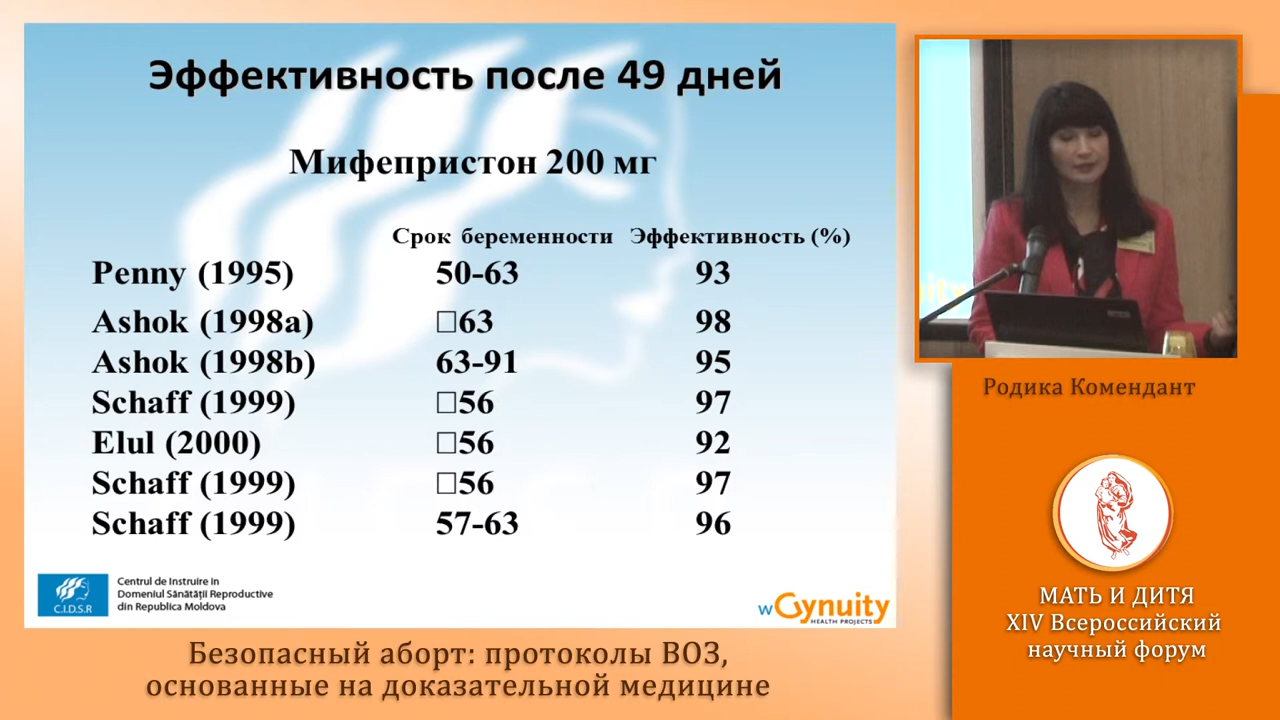 Эффективность после 49 дней
Мифепристон 200 мг
Срок беременности Эффективность (%)
Penny (1995) 50-63 93
Ashok (1998a) □63 98
Ashok (1998b) 63-91 95
Schaff (1999) □56 97
Elul (2000) □56 92
Schaff (1999) □56 97
Schaff (1999) 57-63 96
C.I.D.S.R
Centrul de Instruire in
Domeniul Sănătății Reproductive
din Republica Moldova
w Gynuity
HEALTH PROJECTS
Безопасный аборт: протоколы ВОЗ,
основанные на доказательной медицине
Родика Комендант
МАТЬ И ДИТЯ
XIV Всероссийский
научный форум